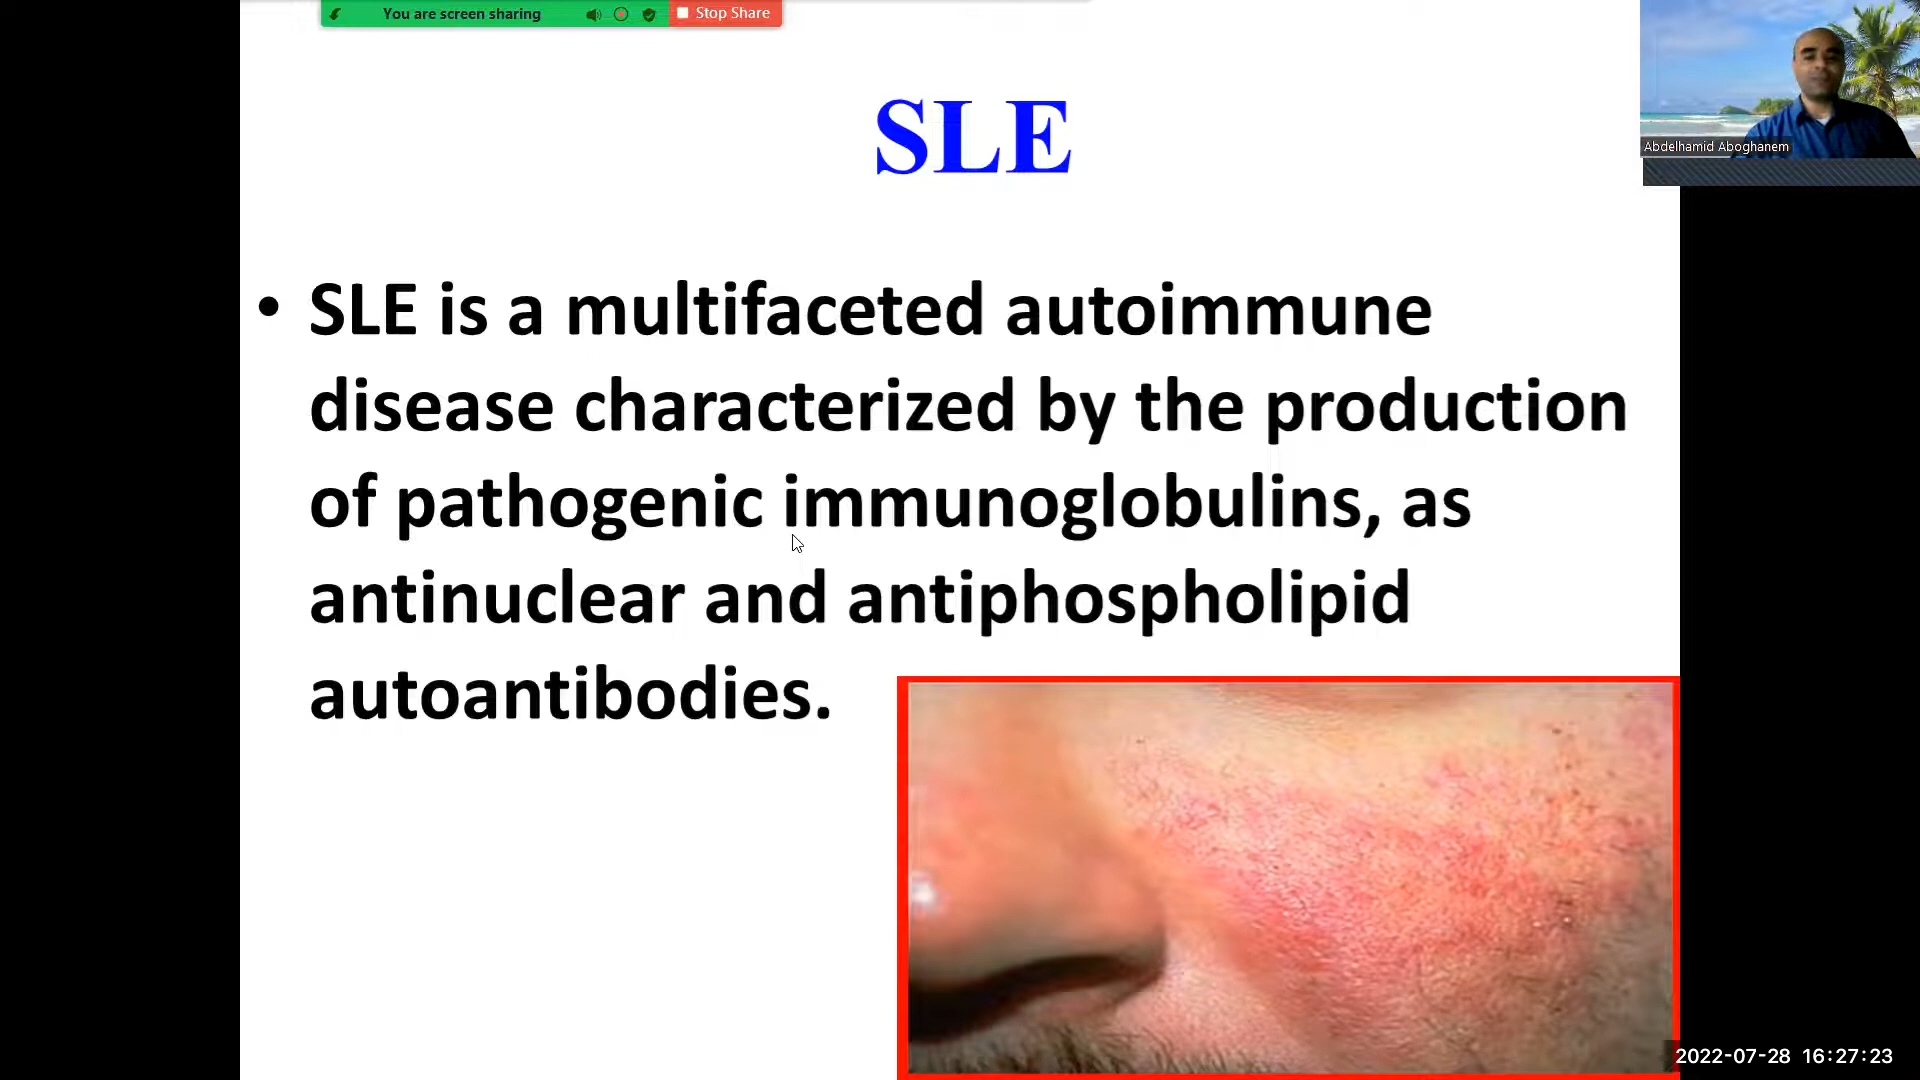 You are screen sharing
Stop Share
Abdelhamid Aboghanem
SLE
• SLE is a multifaceted autoimmune
disease characterized by the production
of pathogenic immunoglobulins, as
antinuclear and antiphospholipid
autoantibodies.
2022-07-28 16:27:23